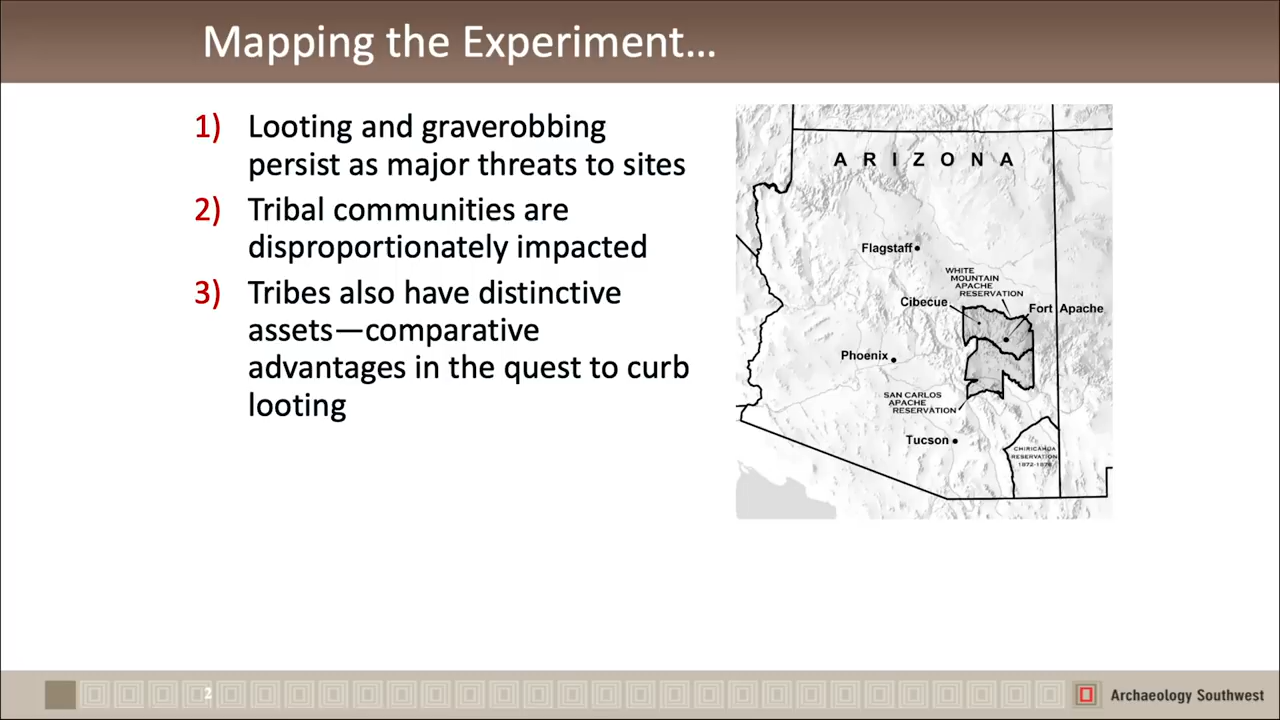 Mapping the Experiment...
1) Looting and graverobbing
persist as major threats to sites
2) Tribal communities are
disproportionately impacted
3) Tribes also have distinctive
assets—comparative
advantages in the quest to curb
looting
ARIZONA
Flagstaff
WHITE
MOUNTAIN
APACHE
RESERVATION
Cibecue
Fort Apache
Phoenix
SAN CARLOS
APACHE
RESERVATION
Tucson
CHIRICAHUA
RESERVATION
2
Archaeology Southwest